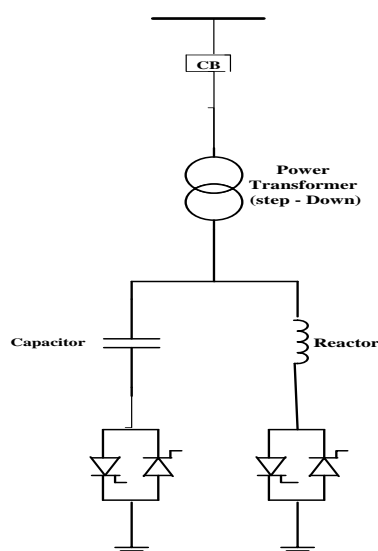 CB
Power
Transformer
(step - Down)
Capacitor
Reactor